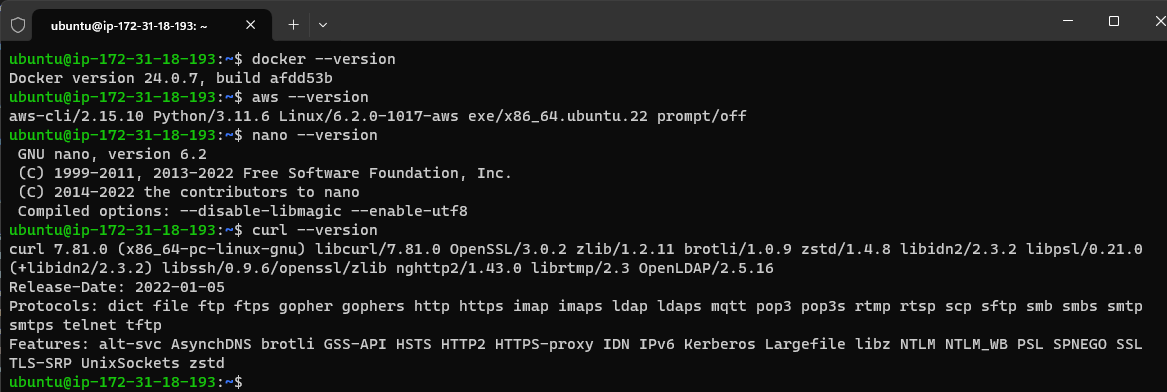 ubuntu@ip-172-31-18-193: ~
ubuntu@ip-172-31-18-193:~$ docker --version
Docker version 24.0.7, build afdd53b
ubuntu@ip-172-31-18-193:~$ aws --version
aws-cli/2.15.10 Python/3.11.6 Linux/6.2.0-1017-aws exe/x86_64.ubuntu.22 prompt/off
ubuntu@ip-172-31-18-193:~$ nano --version
 GNU nano, version 6.2
 (C) 1999-2011, 2013-2022 Free Software Foundation, Inc.
 (C) 2014-2022 the contributors to nano
 Compiled options: --disable-libmagic --enable-utf8
ubuntu@ip-172-31-18-193:~$ curl --version
curl 7.81.0 (x86_64-pc-linux-gnu) libcurl/7.81.0 OpenSSL/3.0.2 zlib/1.2.11 brotli/1.0.9 zstd/1.4.8 libidn2/2.3.2 libpsl/0.21.0
(+libidn2/2.3.2) libssh/0.9.6/openssl/zlib nghttp2/1.43.0 librtmp/2.3 OpenLDAP/2.5.16
Release-Date: 2022-01-05
Protocols: dict file ftp ftps gopher gophers http https imap imaps ldap ldaps mqtt pop3 pop3s rtmp rtsp scp sftp smb smbs smtp
smtps telnet tftp
Features: alt-svc AsynchDNS brotli GSS-API HSTS HTTP2 HTTPS-proxy IDN IPv6 Kerberos Largefile libz NTLM NTLM_WB PSL SPNEGO SSL
TLS-SRP UnixSockets zstd
ubuntu@ip-172-31-18-193:~$